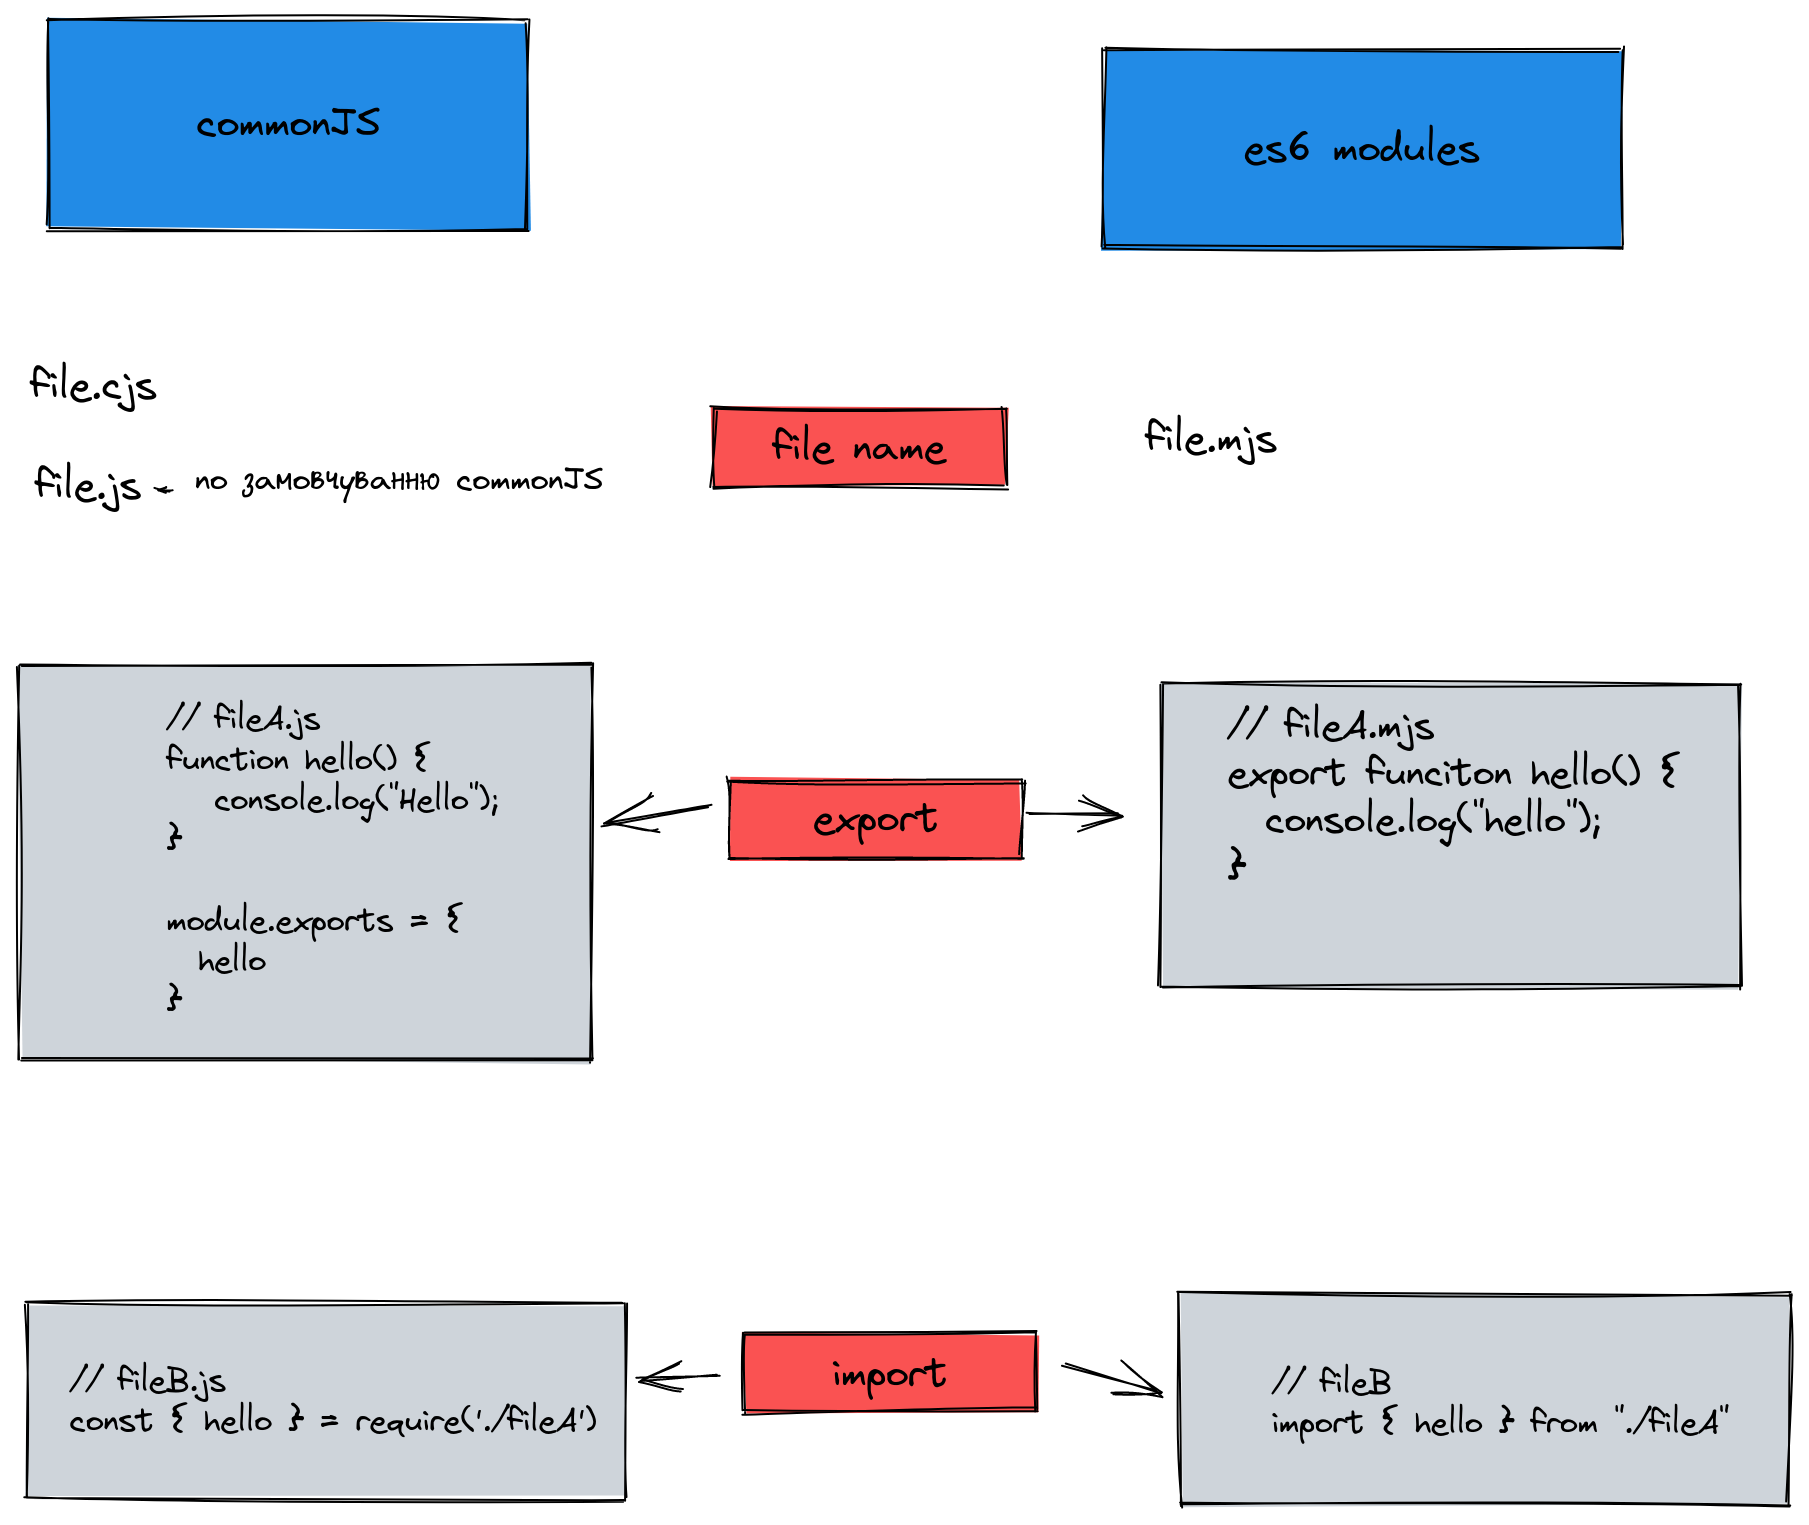 commonJS
es6 modules
file.cjs
file.js - по замовчуванню commonJS
file name
file.mjs
// fileA.js
function hello() {
console.log("Hello");
}
module.exports = {
hello
}
export
// fileA.mjs
export funciton hello() {
console.log("hello");
}
// fileB.js
const { hello } = require('./fileA')
import
// fileB
import { hello } from "./fileA"